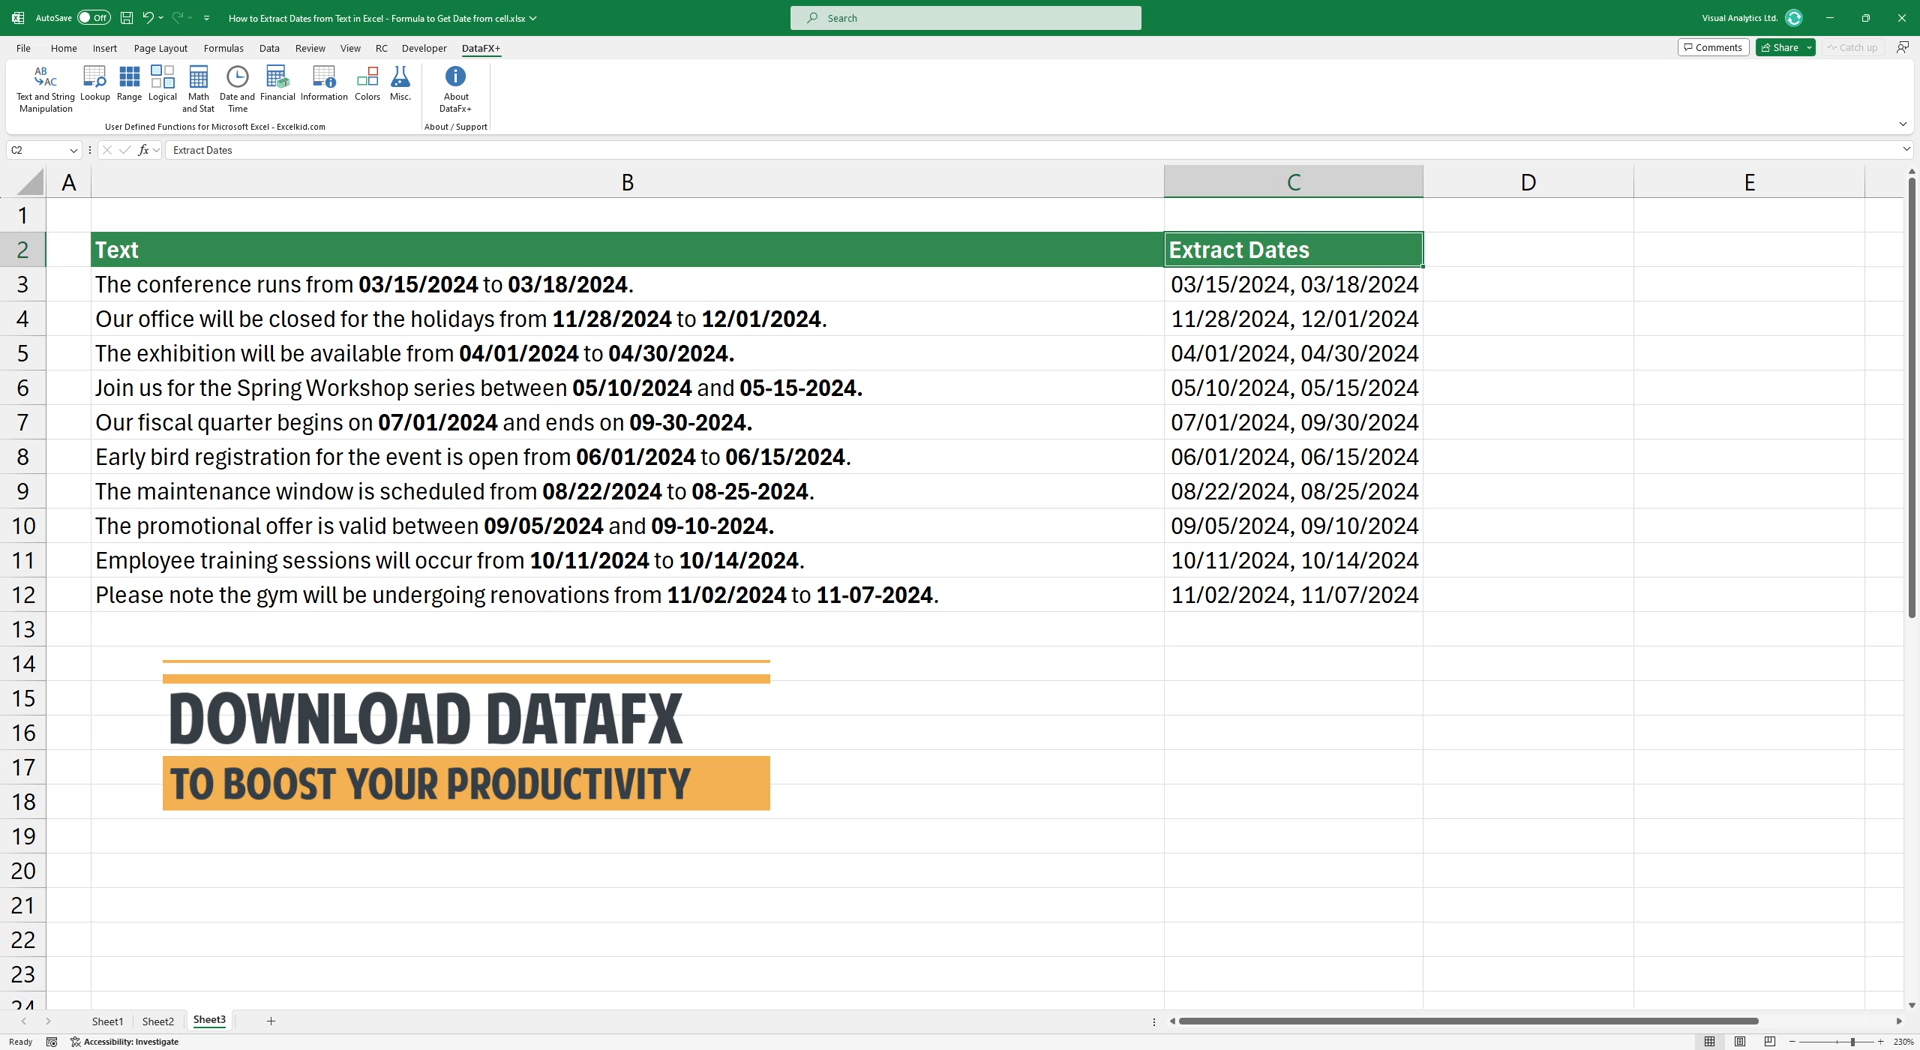 AutoSave Off How to Extract Dates from Text in Excel - Formula to Get Date from cell.xlsx Search Visual Analytics Ltd.
File Home Insert Page Layout Formulas Data Review View RC Developer DataFX+ Comments Share Catch up
AB
AC
Text and String Manipulation
Lookup
Range
Logical
Math and Stat
Date and Time
Financial
Information
Colors
Misc.
About DataFx+
User Defined Functions for Microsoft Excel - Excelkid.com About / Support
C2 fx Extract Dates
A B C D E
1
2 Text Extract Dates
3 The conference runs from 03/15/2024 to 03/18/2024. 03/15/2024, 03/18/2024
4 Our office will be closed for the holidays from 11/28/2024 to 12/01/2024. 11/28/2024, 12/01/2024
5 The exhibition will be available from 04/01/2024 to 04/30/2024. 04/01/2024, 04/30/2024
6 Join us for the Spring Workshop series between 05/10/2024 and 05-15-2024. 05/10/2024, 05/15/2024
7 Our fiscal quarter begins on 07/01/2024 and ends on 09-30-2024. 07/01/2024, 09/30/2024
8 Early bird registration for the event is open from 06/01/2024 to 06/15/2024. 06/01/2024, 06/15/2024
9 The maintenance window is scheduled from 08/22/2024 to 08-25-2024. 08/22/2024, 08/25/2024
10 The promotional offer is valid between 09/05/2024 and 09-10-2024. 09/05/2024, 09/10/2024
11 Employee training sessions will occur from 10/11/2024 to 10/14/2024. 10/11/2024, 10/14/2024
12 Please note the gym will be undergoing renovations from 11/02/2024 to 11-07-2024. 11/02/2024, 11/07/2024
13
14
15
DOWNLOAD DATAFX
16
17
TO BOOST YOUR PRODUCTIVITY
18
19
20
21
22
23
24
Sheet1 Sheet2 Sheet3
Ready Accessibility: Investigate 230%